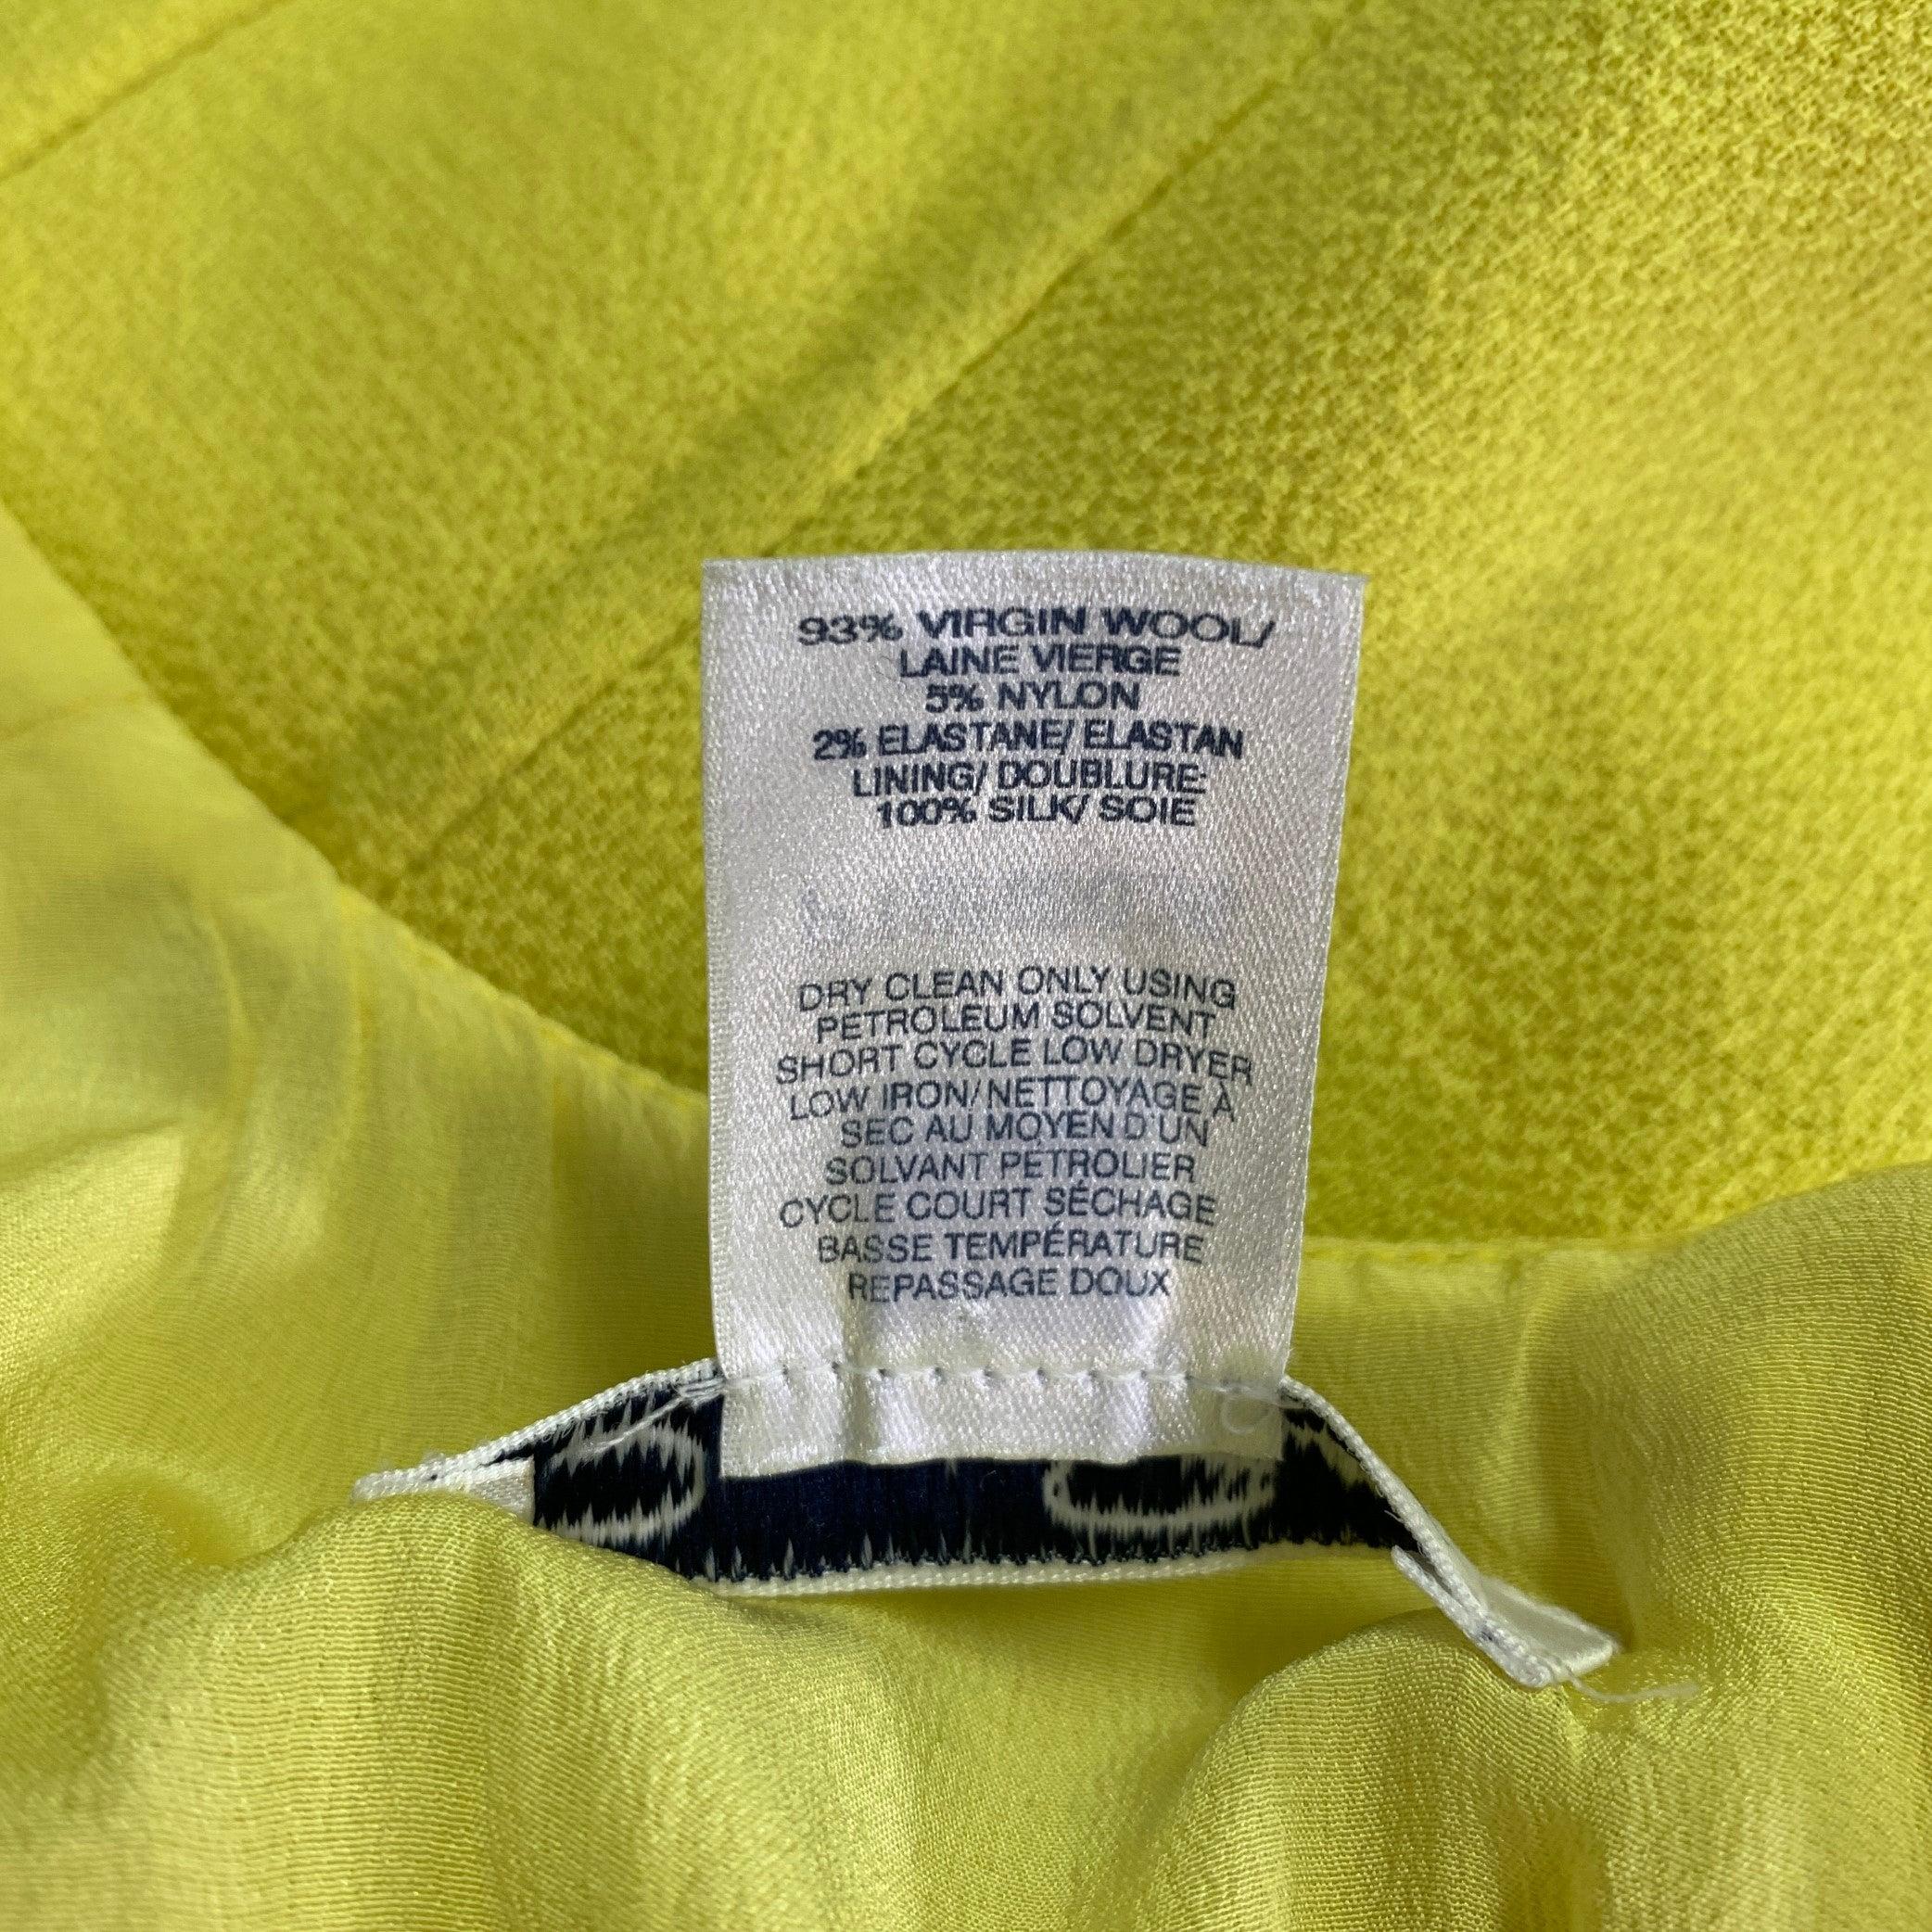 93% VIRGIN WOOL/
LAINE VIERGE
5% NYLON
2% ELASTANE/ ELASTAN
LINING/ DOUBLURE:
100% SILK/ SOIE
DRY CLEAN ONLY USING
PETROLEUM SOLVENT
SHORT CYCLE LOW DRYER
LOW IRON/NETTOYAGE À
SEC AU MOYEN D'UN
SOLVANT PÉTROLIER
CYCLE COURT SÉCHAGE
BASSE TEMPÉRATURE
REPASSAGE DOUX